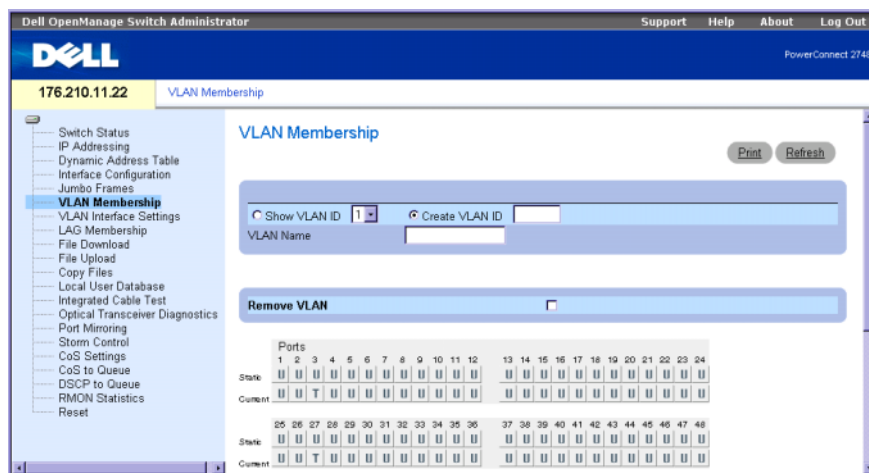 Dell OpenManage Switch Administrator Support Help About Log Out
DELL PowerConnect 2748
176.210.11.22 VLAN Membership
Switch Status
IP Addressing
Dynamic Address Table
Interface Configuration
Jumbo Frames
VLAN Membership
VLAN Interface Settings
LAG Membership
File Download
File Upload
Copy Files
Local User Database
Integrated Cable Test
Optical Transceiver Diagnostics
Port Mirroring
Storm Control
CoS Settings
CoS to Queue
DSCP to Queue
RMON Statistics
Reset
VLAN Membership
Print Refresh
Show VLAN ID 1 Create VLAN ID
VLAN Name
Remove VLAN
Ports
1 2 3 4 5 6 7 8 9 10 11 12 13 14 15 16 17 18 19 20 21 22 23 24
Static U U U U U U U U U U U U U U U U U U U U U U U U
Current U U T U U U U U U U U U U U U U U U U U U U U U
25 26 27 28 29 30 31 32 33 34 35 36 37 38 39 40 41 42 43 44 45 46 47 48
Static U U U U U U U U U U U U U U U U U U U U U U U U
Current U U T U U U U U U U U U U U U U U U U U U U U U